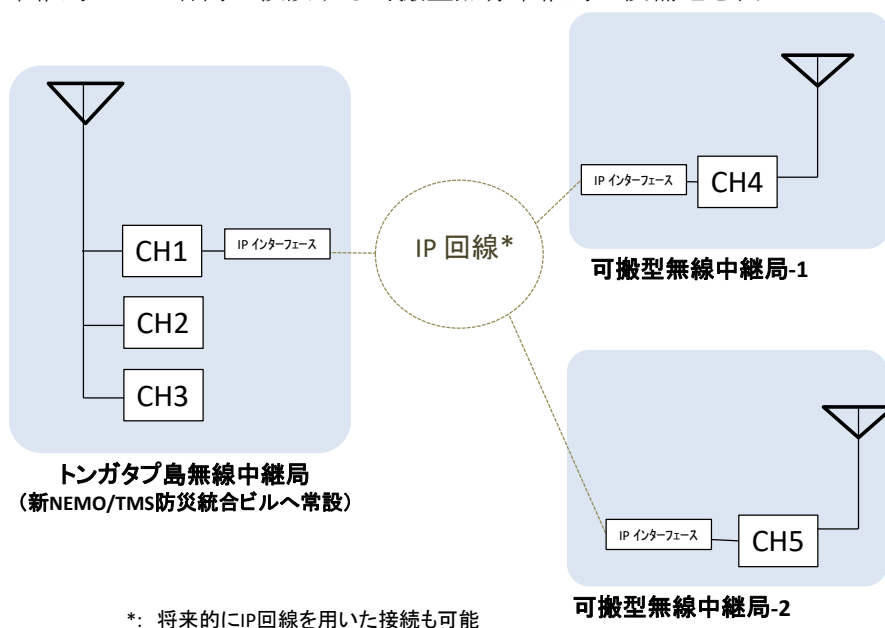 IP インターフェース
CH4
可搬型無線中継局-1
CH1
IP インターフェース
IP 回線*
CH2
CH3
トンガタプ島無線中継局
（新NEMO/TMS防災統合ビルへ常設）
IP インターフェース
CH5
可搬型無線中継局-2
*: 将来的にIP回線を用いた接続も可能